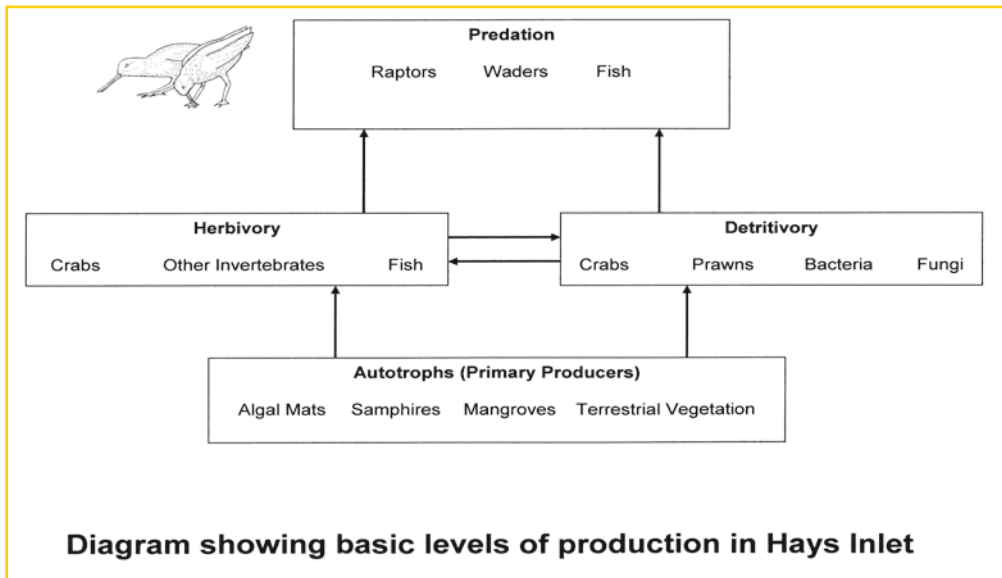 Predation
Raptors Waders Fish
Herbivory
Crabs Other Invertebrates Fish
Detritivory
Crabs Prawns Bacteria Fungi
Autotrophs (Primary Producers)
Algal Mats Samphires Mangroves Terrestrial Vegetation
Diagram showing basic levels of production in Hays Inlet